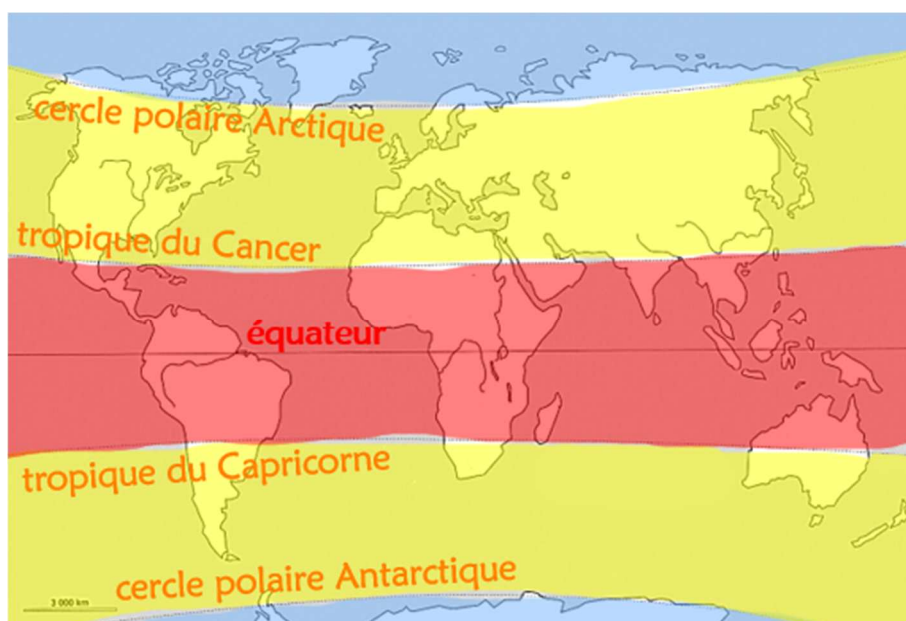 cercle polaire Arctique
tropique du Cancer
équateur
tropique du Capricorne
cercle polaire Antarctique
3 000 km